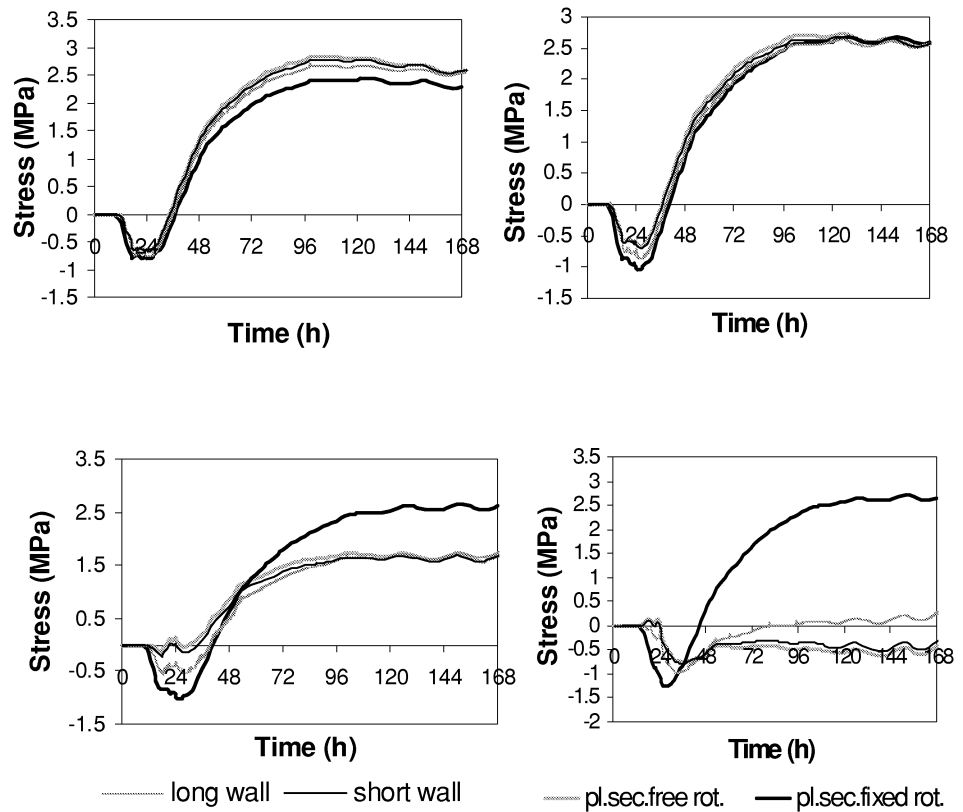 3.5
3
2.5
2
1.5
1
0.5
0
-0.5
-1
-1.5
0 24 48 72 96 120 144 168
Stress (MPa)
Time (h)
3
2.5
2
1.5
1
0.5
0
-0.5
-1
-1.5
0 24 48 72 96 120 144 168
Stress (MPa)
Time (h)
3.5
2.5
1.5
0.5
-0.5
-1.5
0 24 48 72 96 120 144 168
Stress (MPa)
Time (h)
3.5
3
2.5
2
1.5
1
0.5
0
-0.5
-1
-1.5
-2
0 24 48 72 96 120 144 168
Stress (MPa)
Time (h)
long wall
short wall
pl.sec.free rot.
pl.sec.fixed rot.